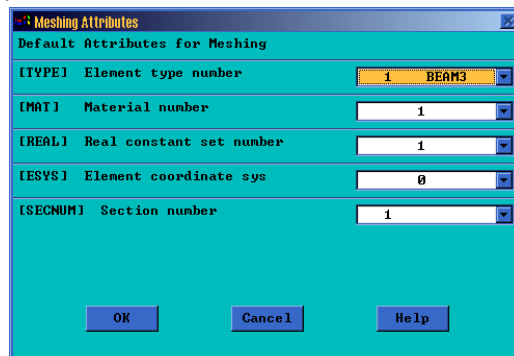 Meshing Attributes
Default Attributes for Meshing
[TYPE] Element type number 1 BEAM3
[MAT] Material number 1
[REAL] Real constant set number 1
[ESYS] Element coordinate sys 0
[SECNUM] Section number 1
OK Cancel Help